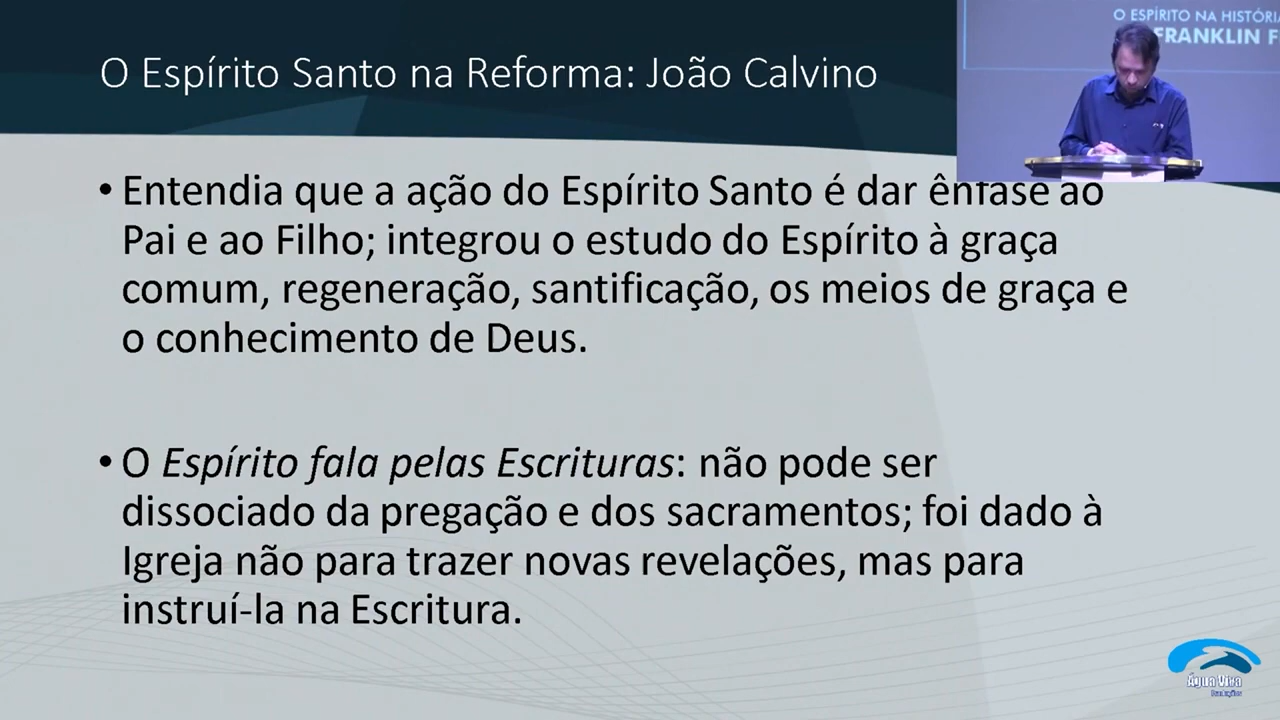 O Espírito Santo na Reforma: João Calvino
O ESPÍRITO NA HISTÓRI
FRANKLIN F
• Entendia que a ação do Espírito Santo é dar ênfase ao
Pai e ao Filho; integrou o estudo do Espírito à graça
comum, regeneração, santificação, os meios de graça e
o conhecimento de Deus.
• O Espírito fala pelas Escrituras: não pode ser
dissociado da pregação e dos sacramentos; foi dado à
Igreja não para trazer novas revelações, mas para
instruí-la na Escritura.
Água Viva
Produções